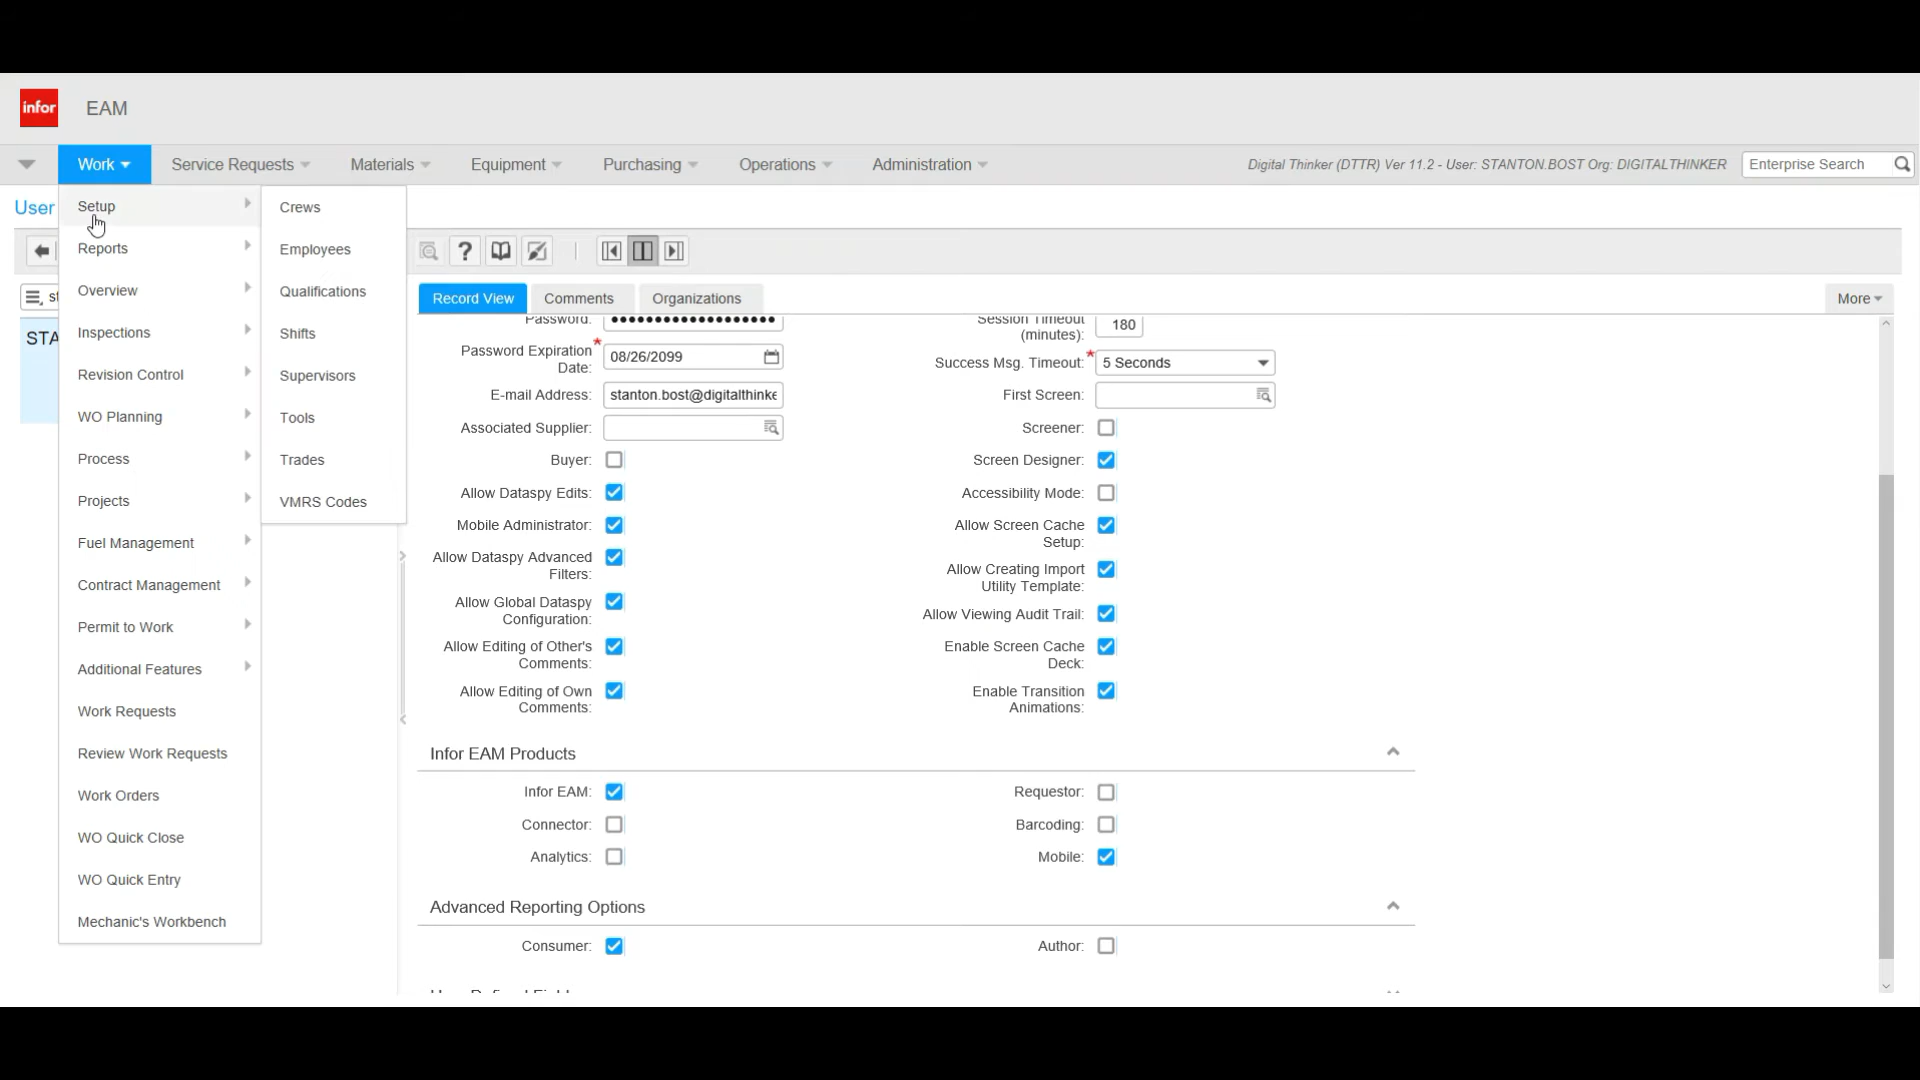 infor EAM
Work Service Requests Materials Equipment Purchasing Operations Administration Digital Thinker (DTTR) Ver 11.2 - User: STANTON.BOST Org: DIGITALTHINKER Enterprise Search
User
Setup
Reports
Overview
Inspections
Revision Control
WO Planning
Process
Projects
Fuel Management
Contract Management
Permit to Work
Additional Features
Work Requests
Review Work Requests
Work Orders
WO Quick Close
WO Quick Entry
Mechanic's Workbench
Crews
Employees
Qualifications
Shifts
Supervisors
Tools
Trades
VMRS Codes
st
STA
?
Record View Comments Organizations More
Password: ••••••••••••••••••
Password Expiration
Date: * 08/26/2099
E-mail Address: stanton.bost@digitalthinke
Associated Supplier:
Buyer:
Allow Dataspy Edits:
Mobile Administrator:
Allow Dataspy Advanced
Filters:
Allow Global Dataspy
Configuration:
Allow Editing of Other's
Comments:
Allow Editing of Own
Comments:
Session Timeout
(minutes): 180
Success Msg. Timeout: * 5 Seconds
First Screen:
Screener:
Screen Designer:
Accessibility Mode:
Allow Screen Cache
Setup:
Allow Creating Import
Utility Template:
Allow Viewing Audit Trail:
Enable Screen Cache
Deck:
Enable Transition
Animations:
Infor EAM Products
Infor EAM: Requestor:
Connector: Barcoding:
Analytics: Mobile:
Advanced Reporting Options
Consumer: Author: